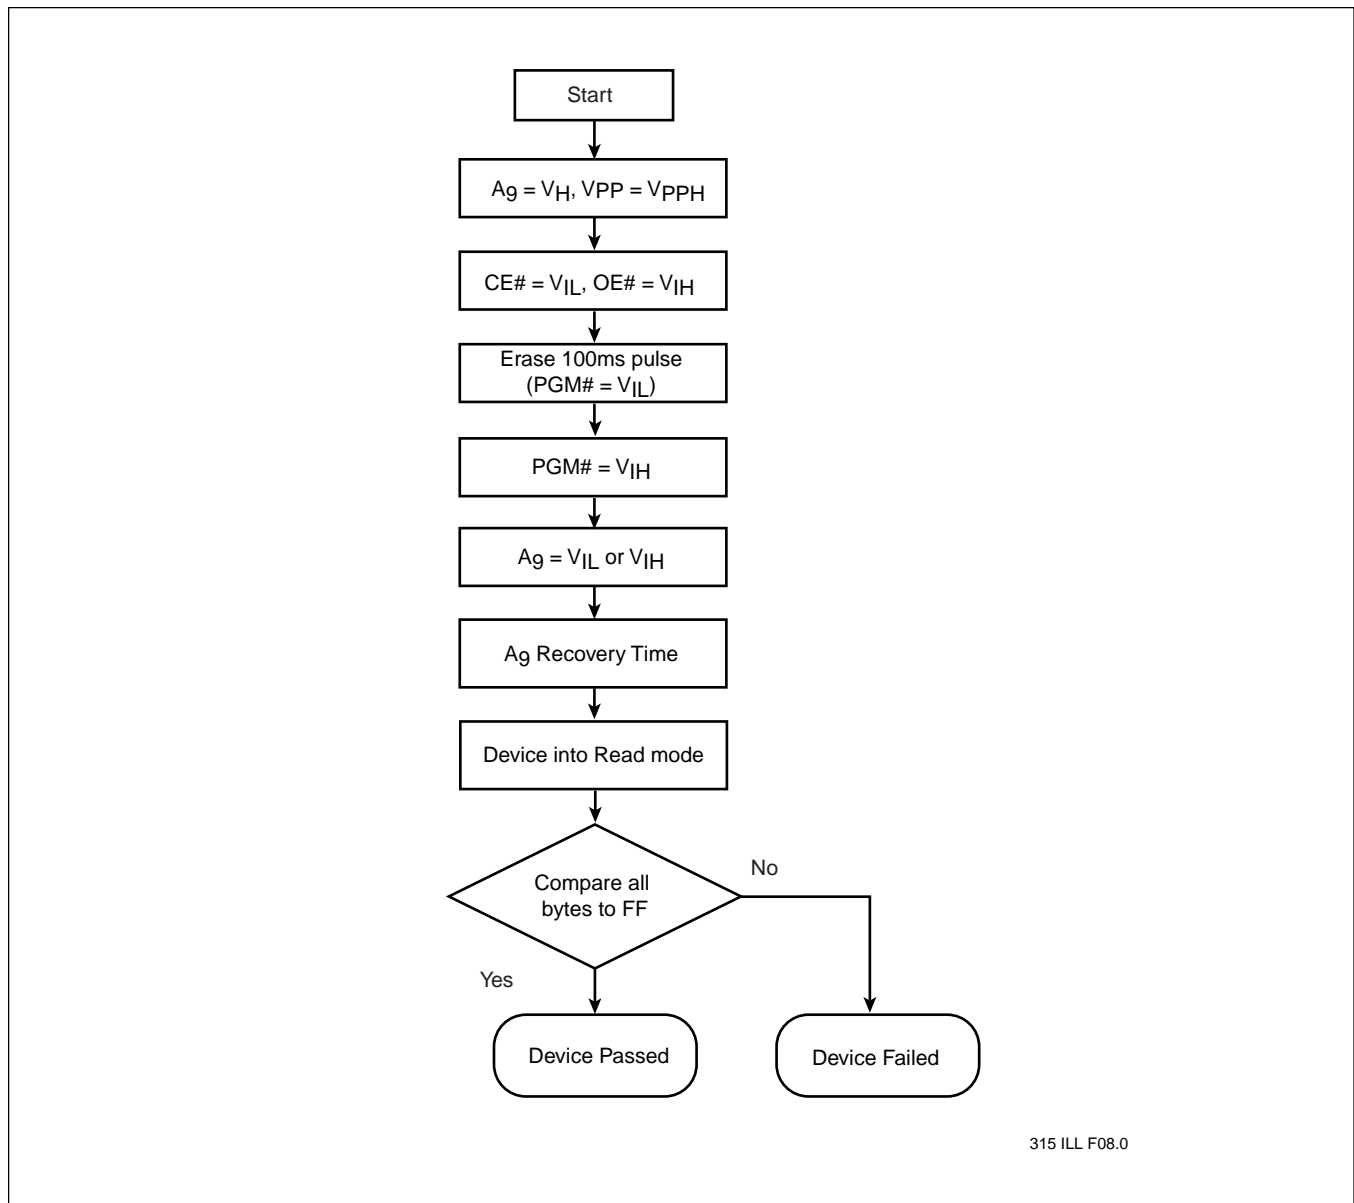 Start
A9 = VH, VPP = VPPH
CE# = VIL, OE# = VIH
Erase 100ms pulse
(PGM# = VIL)
PGM# = VIH
A9 = VIL or VIH
A9 Recovery Time
Device into Read mode
Compare all
bytes to FF
No
Yes
Device Passed
Device Failed
315 ILL F08.0